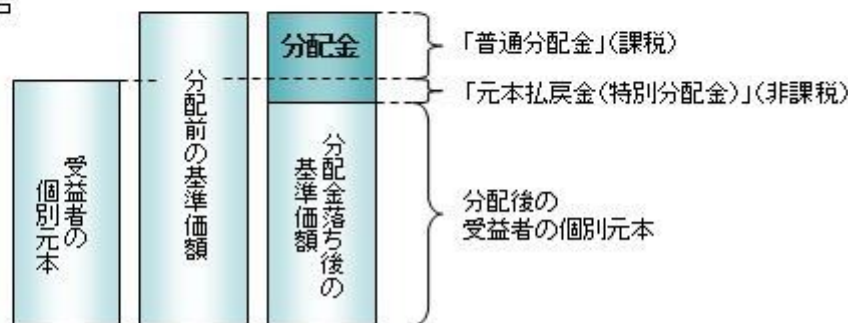 受益者の
個別元本
分配前の基準価額
分配金
分配金落ち後の
基準価額
「普通分配金」(課税)
「元本払戻金(特別分配金)」(非課税)
分配後の
受益者の個別元本